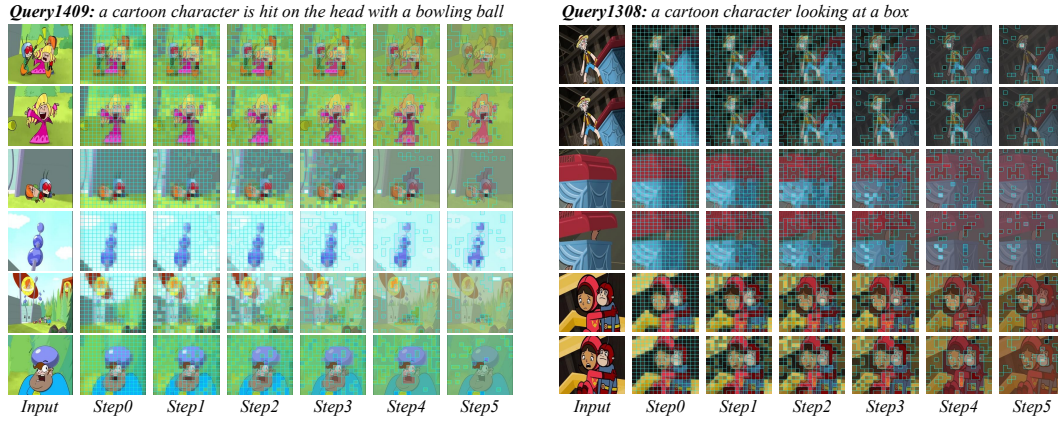 Query1409: a cartoon character is hit on the head with a bowling ball
Input Step0 Step1 Step2 Step3 Step4 Step5
Query1308: a cartoon character looking at a box
Input Step0 Step1 Step2 Step3 Step4 Step5